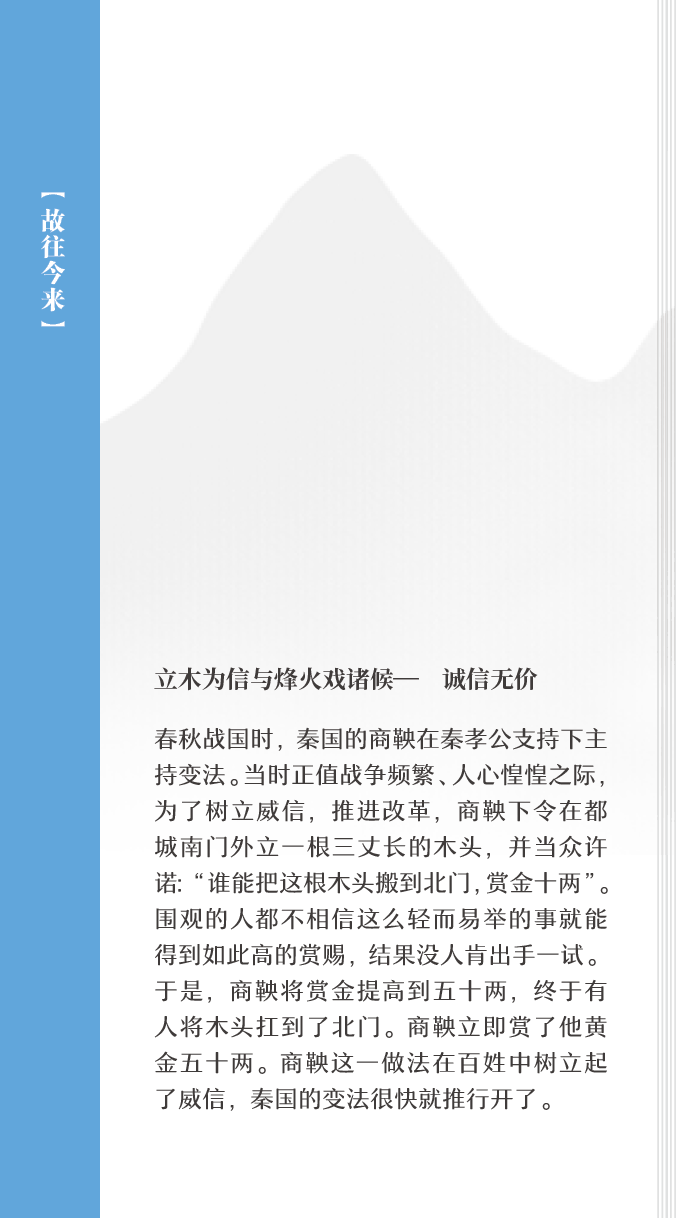 【故往今来】
立木为信与烽火戏诸候— 诚信无价
春秋战国时，秦国的商鞅在秦孝公支持下主
持变法。当时正值战争频繁、人心惶惶之际，
为了树立威信，推进改革，商鞅下令在都
城南门外立一根三丈长的木头，并当众许
诺：“谁能把这根木头搬到北门，赏金十两”。
围观的人都不相信这么轻而易举的事就能
得到如此高的赏赐，结果没人肯出手一试。
于是，商鞅将赏金提高到五十两，终于有
人将木头扛到了北门。商鞅立即赏了他黄
金五十两。商鞅这一做法在百姓中树立起
了威信，秦国的变法很快就推行开了。